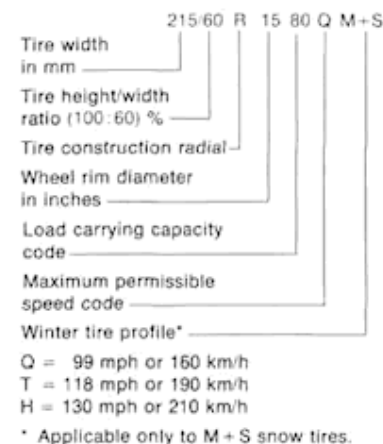 215/60 R 15 80 Q M+S
Tire width
in mm
Tire height/width
ratio (100:60) %
Tire construction radial
Wheel rim diameter
in inches
Load carrying capacity
code
Maximum permissible
speed code
Winter tire profile*
Q = 99 mph or 160 km/h
T = 118 mph or 190 km/h
H = 130 mph or 210 km/h
* Applicable only to M + S snow tires.